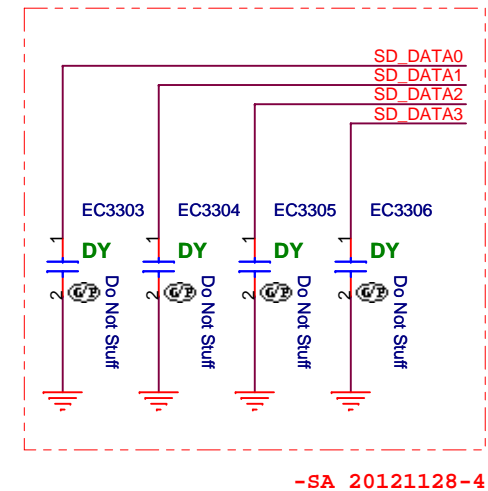 SD_DATA0
SD_DATA1
SD_DATA2
SD_DATA3
EC3303 EC3304 EC3305 EC3306
1 1 1 1
DY DY DY DY
2 G/P 2 G/P 2 G/P 2 G/P
Do Not Stuff Do Not Stuff Do Not Stuff Do Not Stuff
-SA 20121128-4